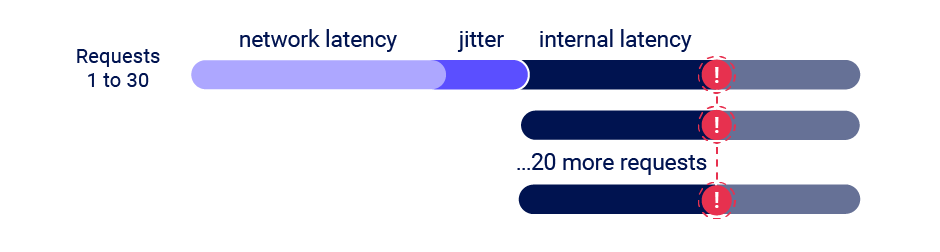 network latency
jitter
internal latency
Requests
1 to 30
!
!
...20 more requests
!